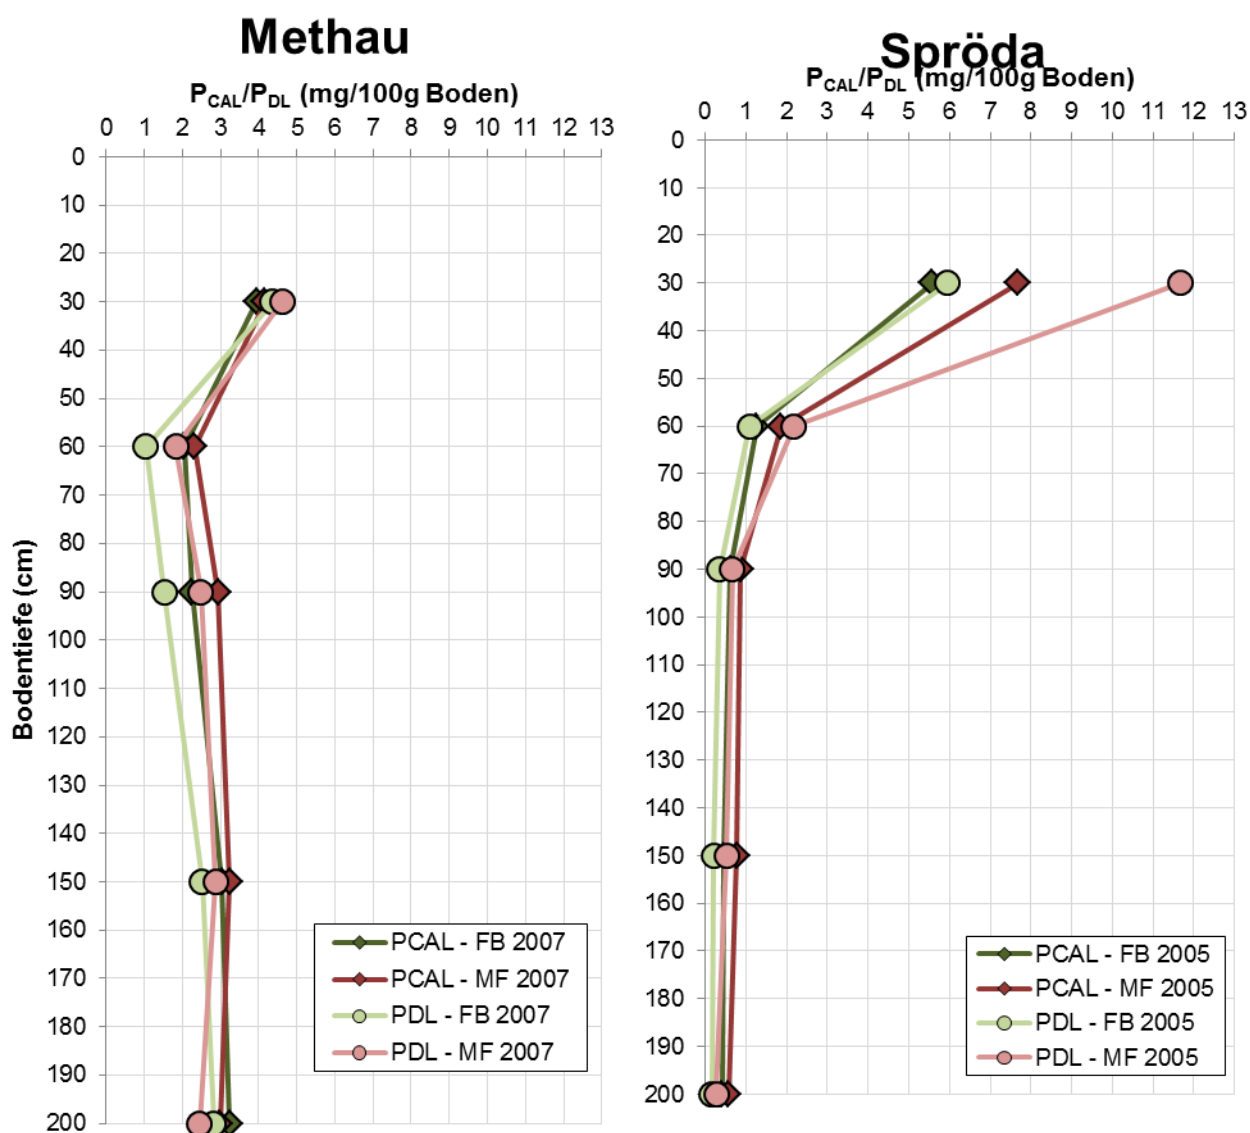 Methau
P_CAL/P_DL (mg/100g Boden)
0 1 2 3 4 5 6 7 8 9 10 11 12 13
Bodentiefe (cm)
0
10
20
30
40
50
60
70
80
90
100
110
120
130
140
150
160
170
180
190
200
PCAL - FB 2007
PCAL - MF 2007
PDL - FB 2007
PDL - MF 2007
Spröda
P_CAL/P_DL (mg/100g Boden)
0 1 2 3 4 5 6 7 8 9 10 11 12 13
0
10
20
30
40
50
60
70
80
90
100
110
120
130
140
150
160
170
180
190
200
PCAL - FB 2005
PCAL - MF 2005
PDL - FB 2005
PDL - MF 2005